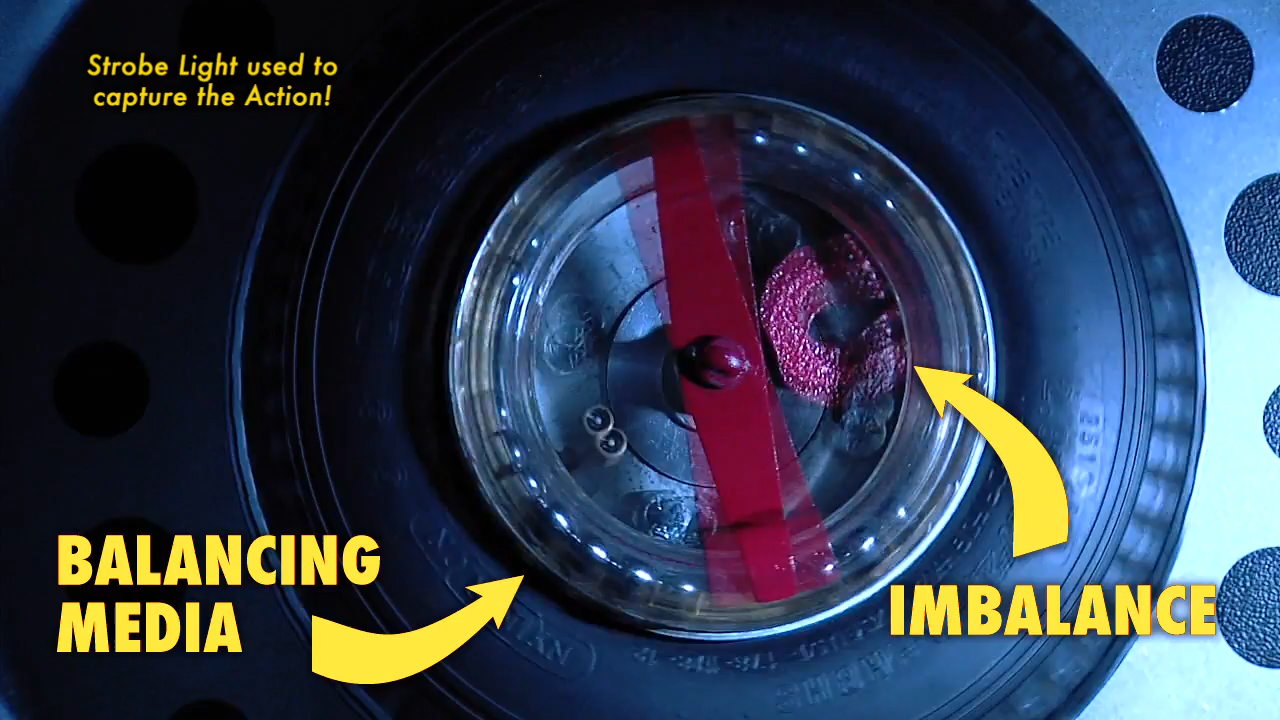 Strobe Light used to
capture the Action!
BALANCING
MEDIA
IMBALANCE